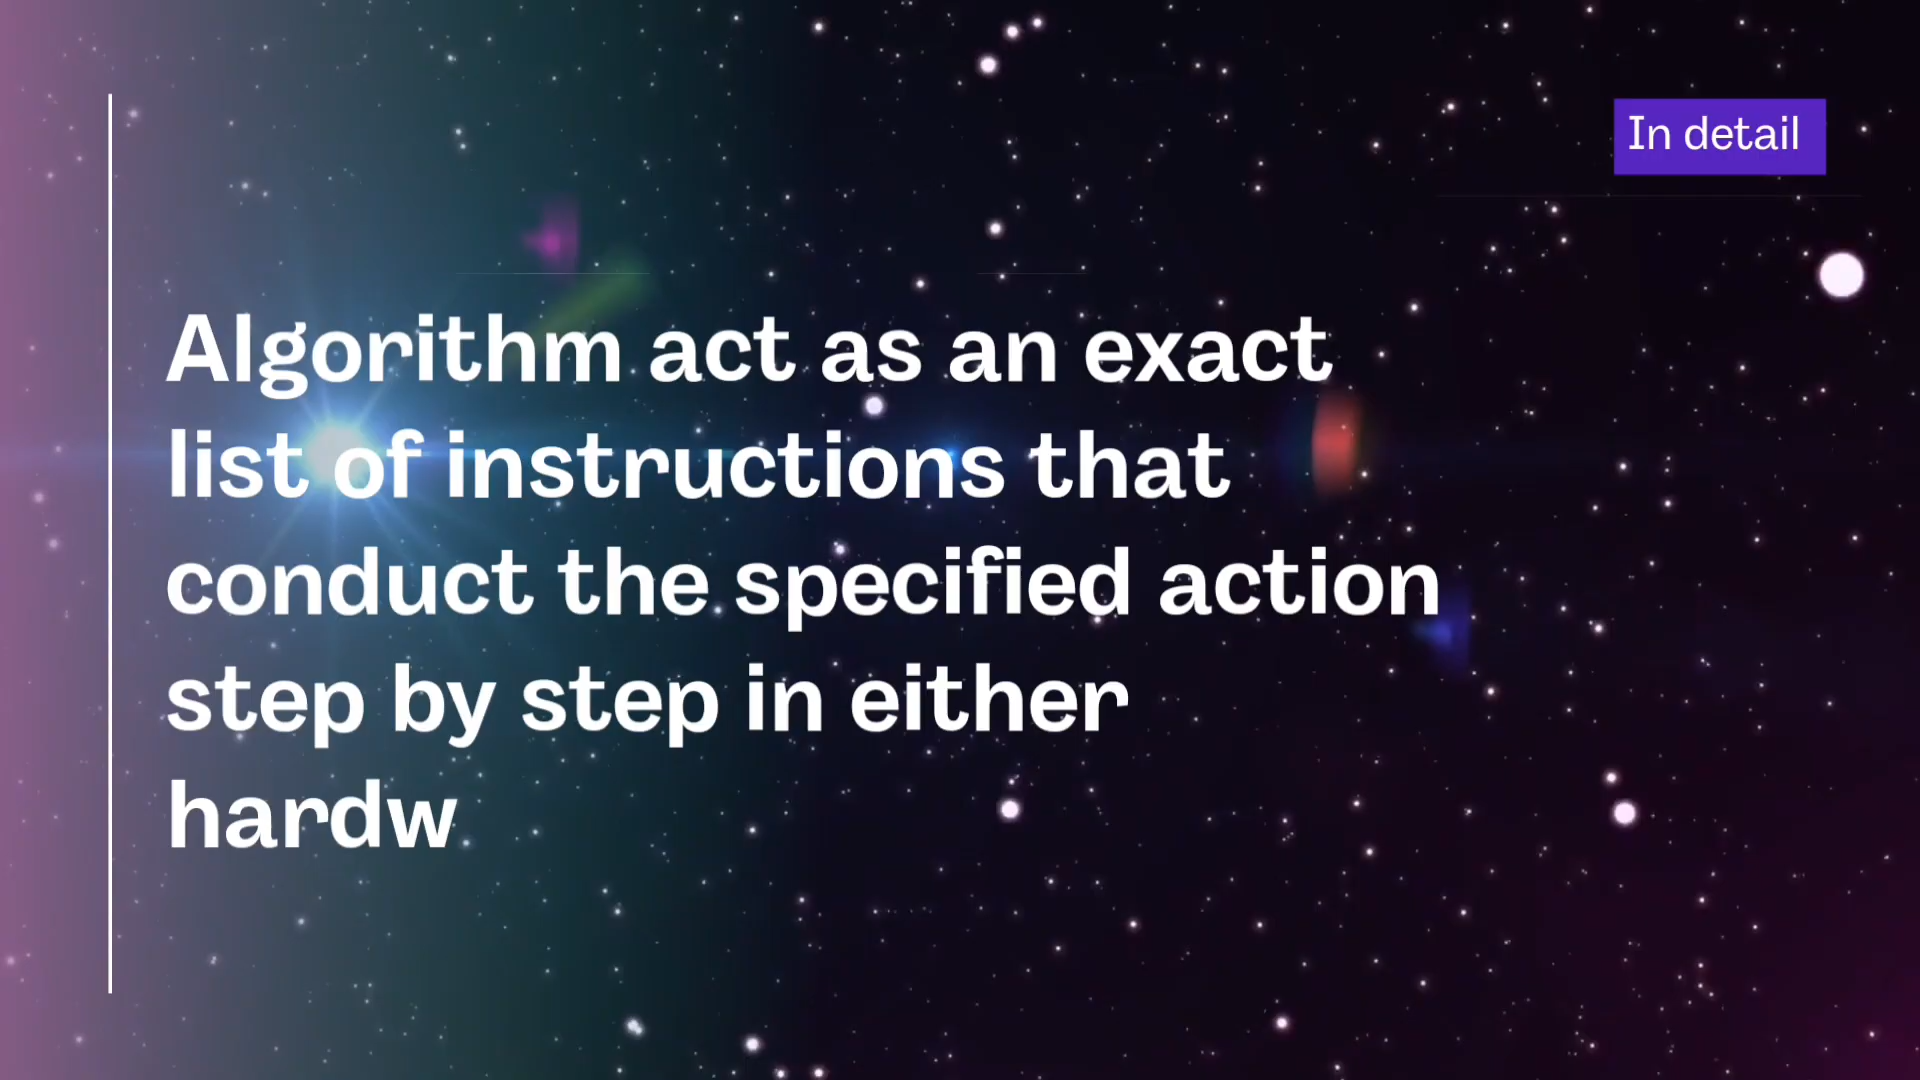 In detail
Algorithm act as an exact
list of instructions that
conduct the specified action
step by step in either
hardw